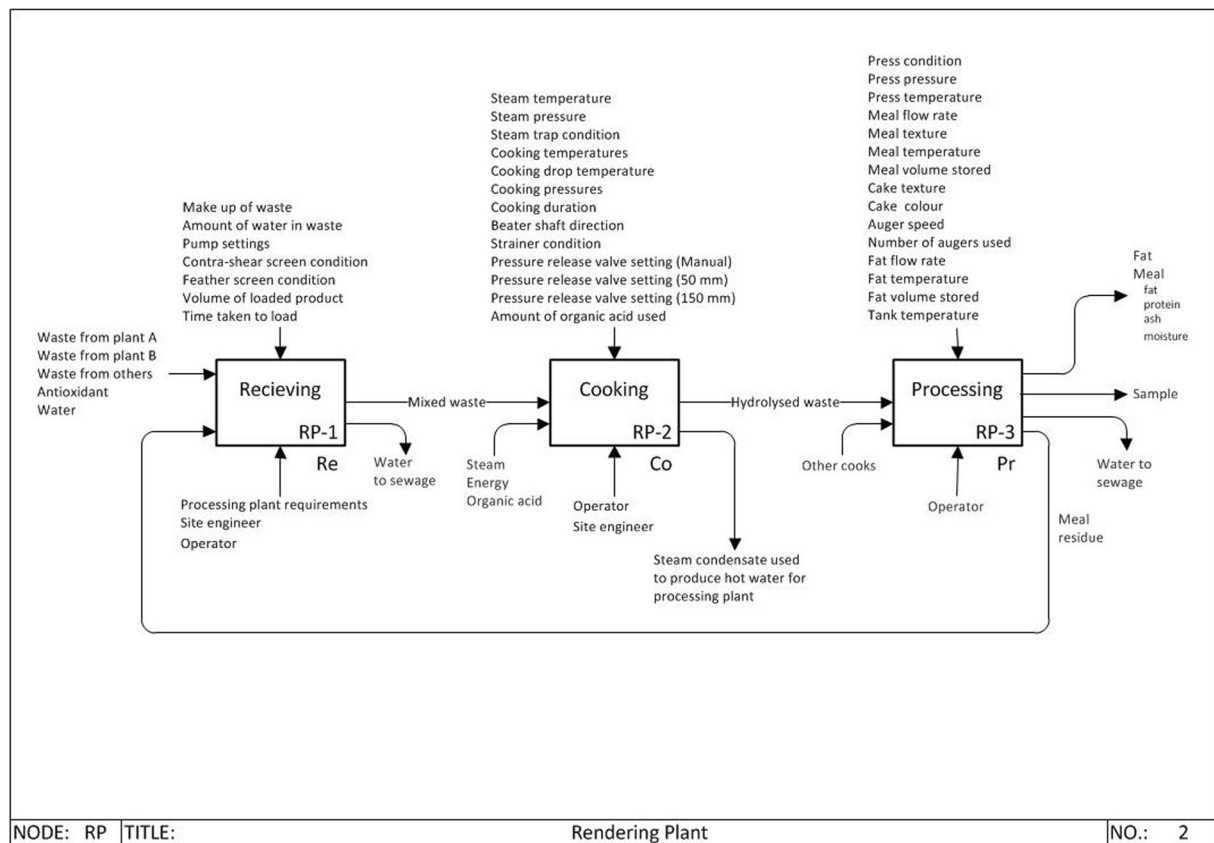 Press condition
Press pressure
Press temperature
Meal flow rate
Meal texture
Meal temperature
Meal volume stored
Cake texture
Cake  colour
Auger speed
Number of augers used
Fat flow rate
Fat temperature
Fat volume stored
Tank temperature
Steam temperature
Steam pressure
Steam trap condition
Cooking temperatures
Cooking drop temperature
Cooking pressures
Cooking duration
Beater shaft direction
Strainer condition
Pressure release valve setting (Manual)
Pressure release valve setting (50 mm)
Pressure release valve setting (150 mm)
Amount of organic acid used
Make up of waste
Amount of water in waste
Pump settings
Contra-shear screen condition
Feather screen condition
Volume of loaded product
Time taken to load
Fat
Meal
fat
protein
ash
moisture
Waste from plant A
Waste from plant B
Waste from others
Antioxidant
Water
Recieving
RP-1
Re
Mixed waste
Cooking
RP-2
Co
Hydrolysed waste
Processing
RP-3
Pr
Sample
Water
to sewage
Steam
Energy
Organic acid
Other cooks
Water to
sewage
Processing plant requirements
Site engineer
Operator
Operator
Site engineer
Operator
Meal
residue
Steam condensate used
to produce hot water for
processing plant
NODE: RP
TITLE:
Rendering Plant
NO.: 2